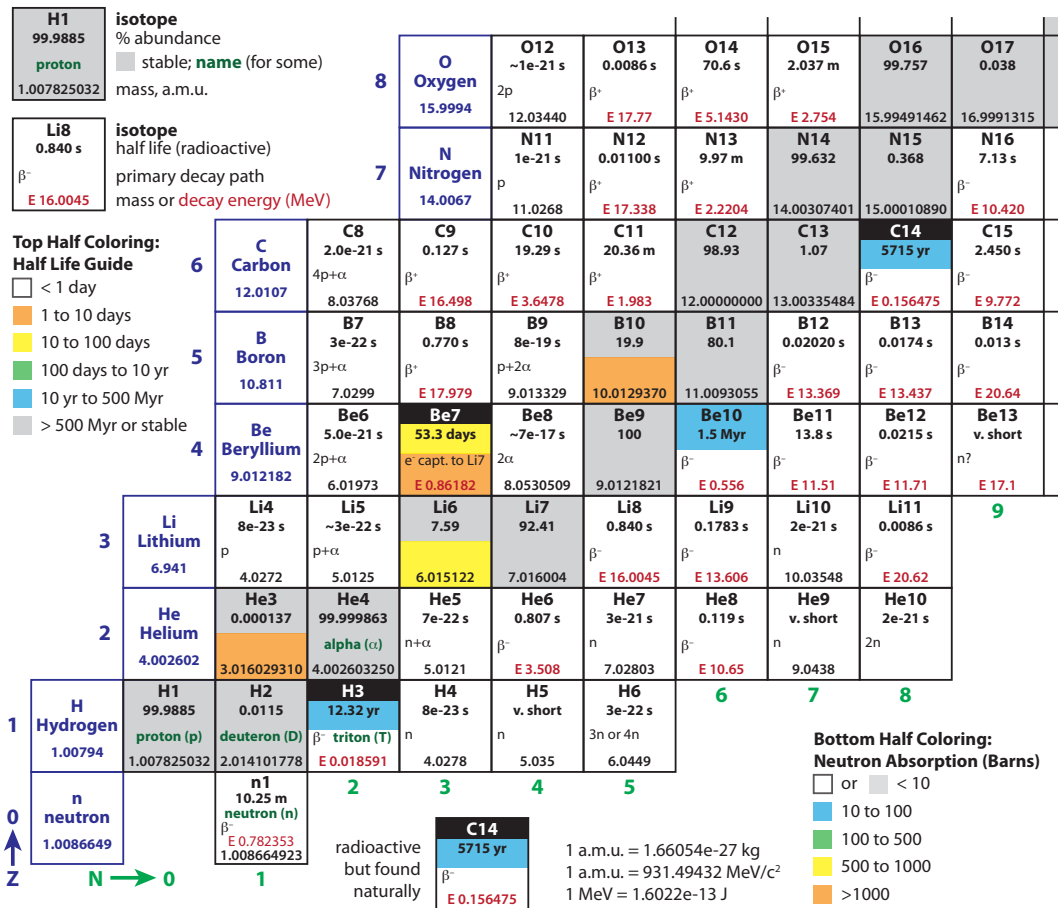 H1
99.9885
proton
1.007825032
isotope
% abundance
stable; name (for some)
mass, a.m.u.
Li8
0.840 s
β⁻
E 16.0045
isotope
half life (radioactive)
primary decay path
mass or decay energy (MeV)
Top Half Coloring:
Half Life Guide
< 1 day
1 to 10 days
10 to 100 days
100 days to 10 yr
10 yr to 500 Myr
> 500 Myr or stable
8
O
Oxygen
15.9994
O12
~1e-21 s
2p
12.03440
O13
0.0086 s
β⁺
E 17.77
O14
70.6 s
β⁺
E 5.1430
O15
2.037 m
β⁺
E 2.754
O16
99.757
15.99491462
O17
0.038
16.9991315
7
N
Nitrogen
14.0067
N11
1e-21 s
p
11.0268
N12
0.01100 s
β⁺
E 17.338
N13
9.97 m
β⁺
E 2.2204
N14
99.632
14.00307401
N15
0.368
15.00010890
N16
7.13 s
β⁻
E 10.420
6
C
Carbon
12.0107
C8
2.0e-21 s
4p+α
8.03768
C9
0.127 s
β⁺
E 16.498
C10
19.29 s
β⁺
E 3.6478
C11
20.36 m
β⁺
E 1.983
C12
98.93
12.00000000
C13
1.07
13.00335484
C14
5715 yr
β⁻
E 0.156475
C15
2.450 s
β⁻
E 9.772
5
B
Boron
10.811
B7
3e-22 s
3p+α
7.0299
B8
0.770 s
β⁺
E 17.979
B9
8e-19 s
p+2α
9.013329
B10
19.9
10.0129370
B11
80.1
11.0093055
B12
0.02020 s
β⁻
E 13.369
B13
0.0174 s
β⁻
E 13.437
B14
0.013 s
β⁻
E 20.64
4
Be
Beryllium
9.012182
Be6
5.0e-21 s
2p+α
6.01973
Be7
53.3 days
e⁻ capt. to Li7
E 0.86182
Be8
~7e-17 s
2α
8.0530509
Be9
100
9.0121821
Be10
1.5 Myr
β⁻
E 0.556
Be11
13.8 s
β⁻
E 11.51
Be12
0.0215 s
β⁻
E 11.71
Be13
v. short
n?
E 17.1
9
3
Li
Lithium
6.941
Li4
8e-23 s
p
4.0272
Li5
~3e-22 s
p+α
5.0125
Li6
7.59
6.015122
Li7
92.41
7.016004
Li8
0.840 s
β⁻
E 16.0045
Li9
0.1783 s
β⁻
E 13.606
Li10
2e-21 s
n
10.03548
Li11
0.0086 s
β⁻
E 20.62
2
He
Helium
4.002602
He3
0.000137
3.016029310
He4
99.999863
alpha (α)
4.002603250
He5
7e-22 s
n+α
5.0121
He6
0.807 s
β⁻
E 3.508
He7
3e-21 s
n
7.02803
He8
0.119 s
β⁻
E 10.65
He9
v. short
n
9.0438
He10
2e-21 s
2n
6
7
8
1
H
Hydrogen
1.00794
H1
99.9885
proton (p)
1.007825032
H2
0.0115
deuteron (D)
2.014101778
H3
12.32 yr
β⁻ triton (T)
E 0.018591
H4
8e-23 s
n
4.0278
H5
v. short
n
5.035
H6
3e-22 s
3n or 4n
6.0449
2
3
4
5
0
Z
n
neutron
1.0086649
n1
10.25 m
neutron (n)
β⁻
E 0.782353
1.008664923
N
0
1
radioactive
but found
naturally
C14
5715 yr
β⁻
E 0.156475
1 a.m.u. = 1.66054e-27 kg
1 a.m.u. = 931.49432 MeV/c²
1 MeV = 1.6022e-13 J
Bottom Half Coloring:
Neutron Absorption (Barns)
or < 10
10 to 100
100 to 500
500 to 1000
>1000